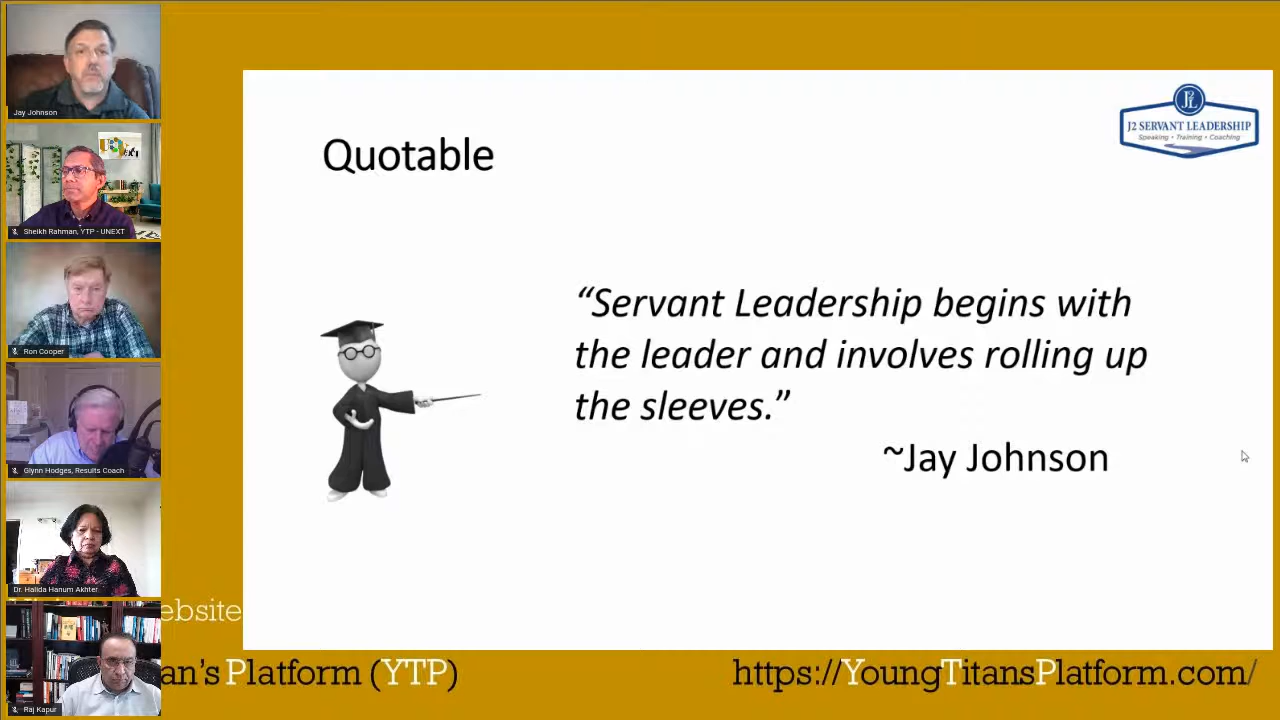 Jay Johnson
Sheikh Rahman, YTP - UNEXT
Ron Cooper
Glynn Hodges, Results Coach
Dr. Halida Hanum Akhter
Raj Kapur
Quotable
J2 SERVANT LEADERSHIP
Speaking • Training • Coaching
“Servant Leadership begins with
the leader and involves rolling up
the sleeves.”
~Jay Johnson
ebsite
an’s Platform (YTP)
https://YoungTitansPlatform.com/